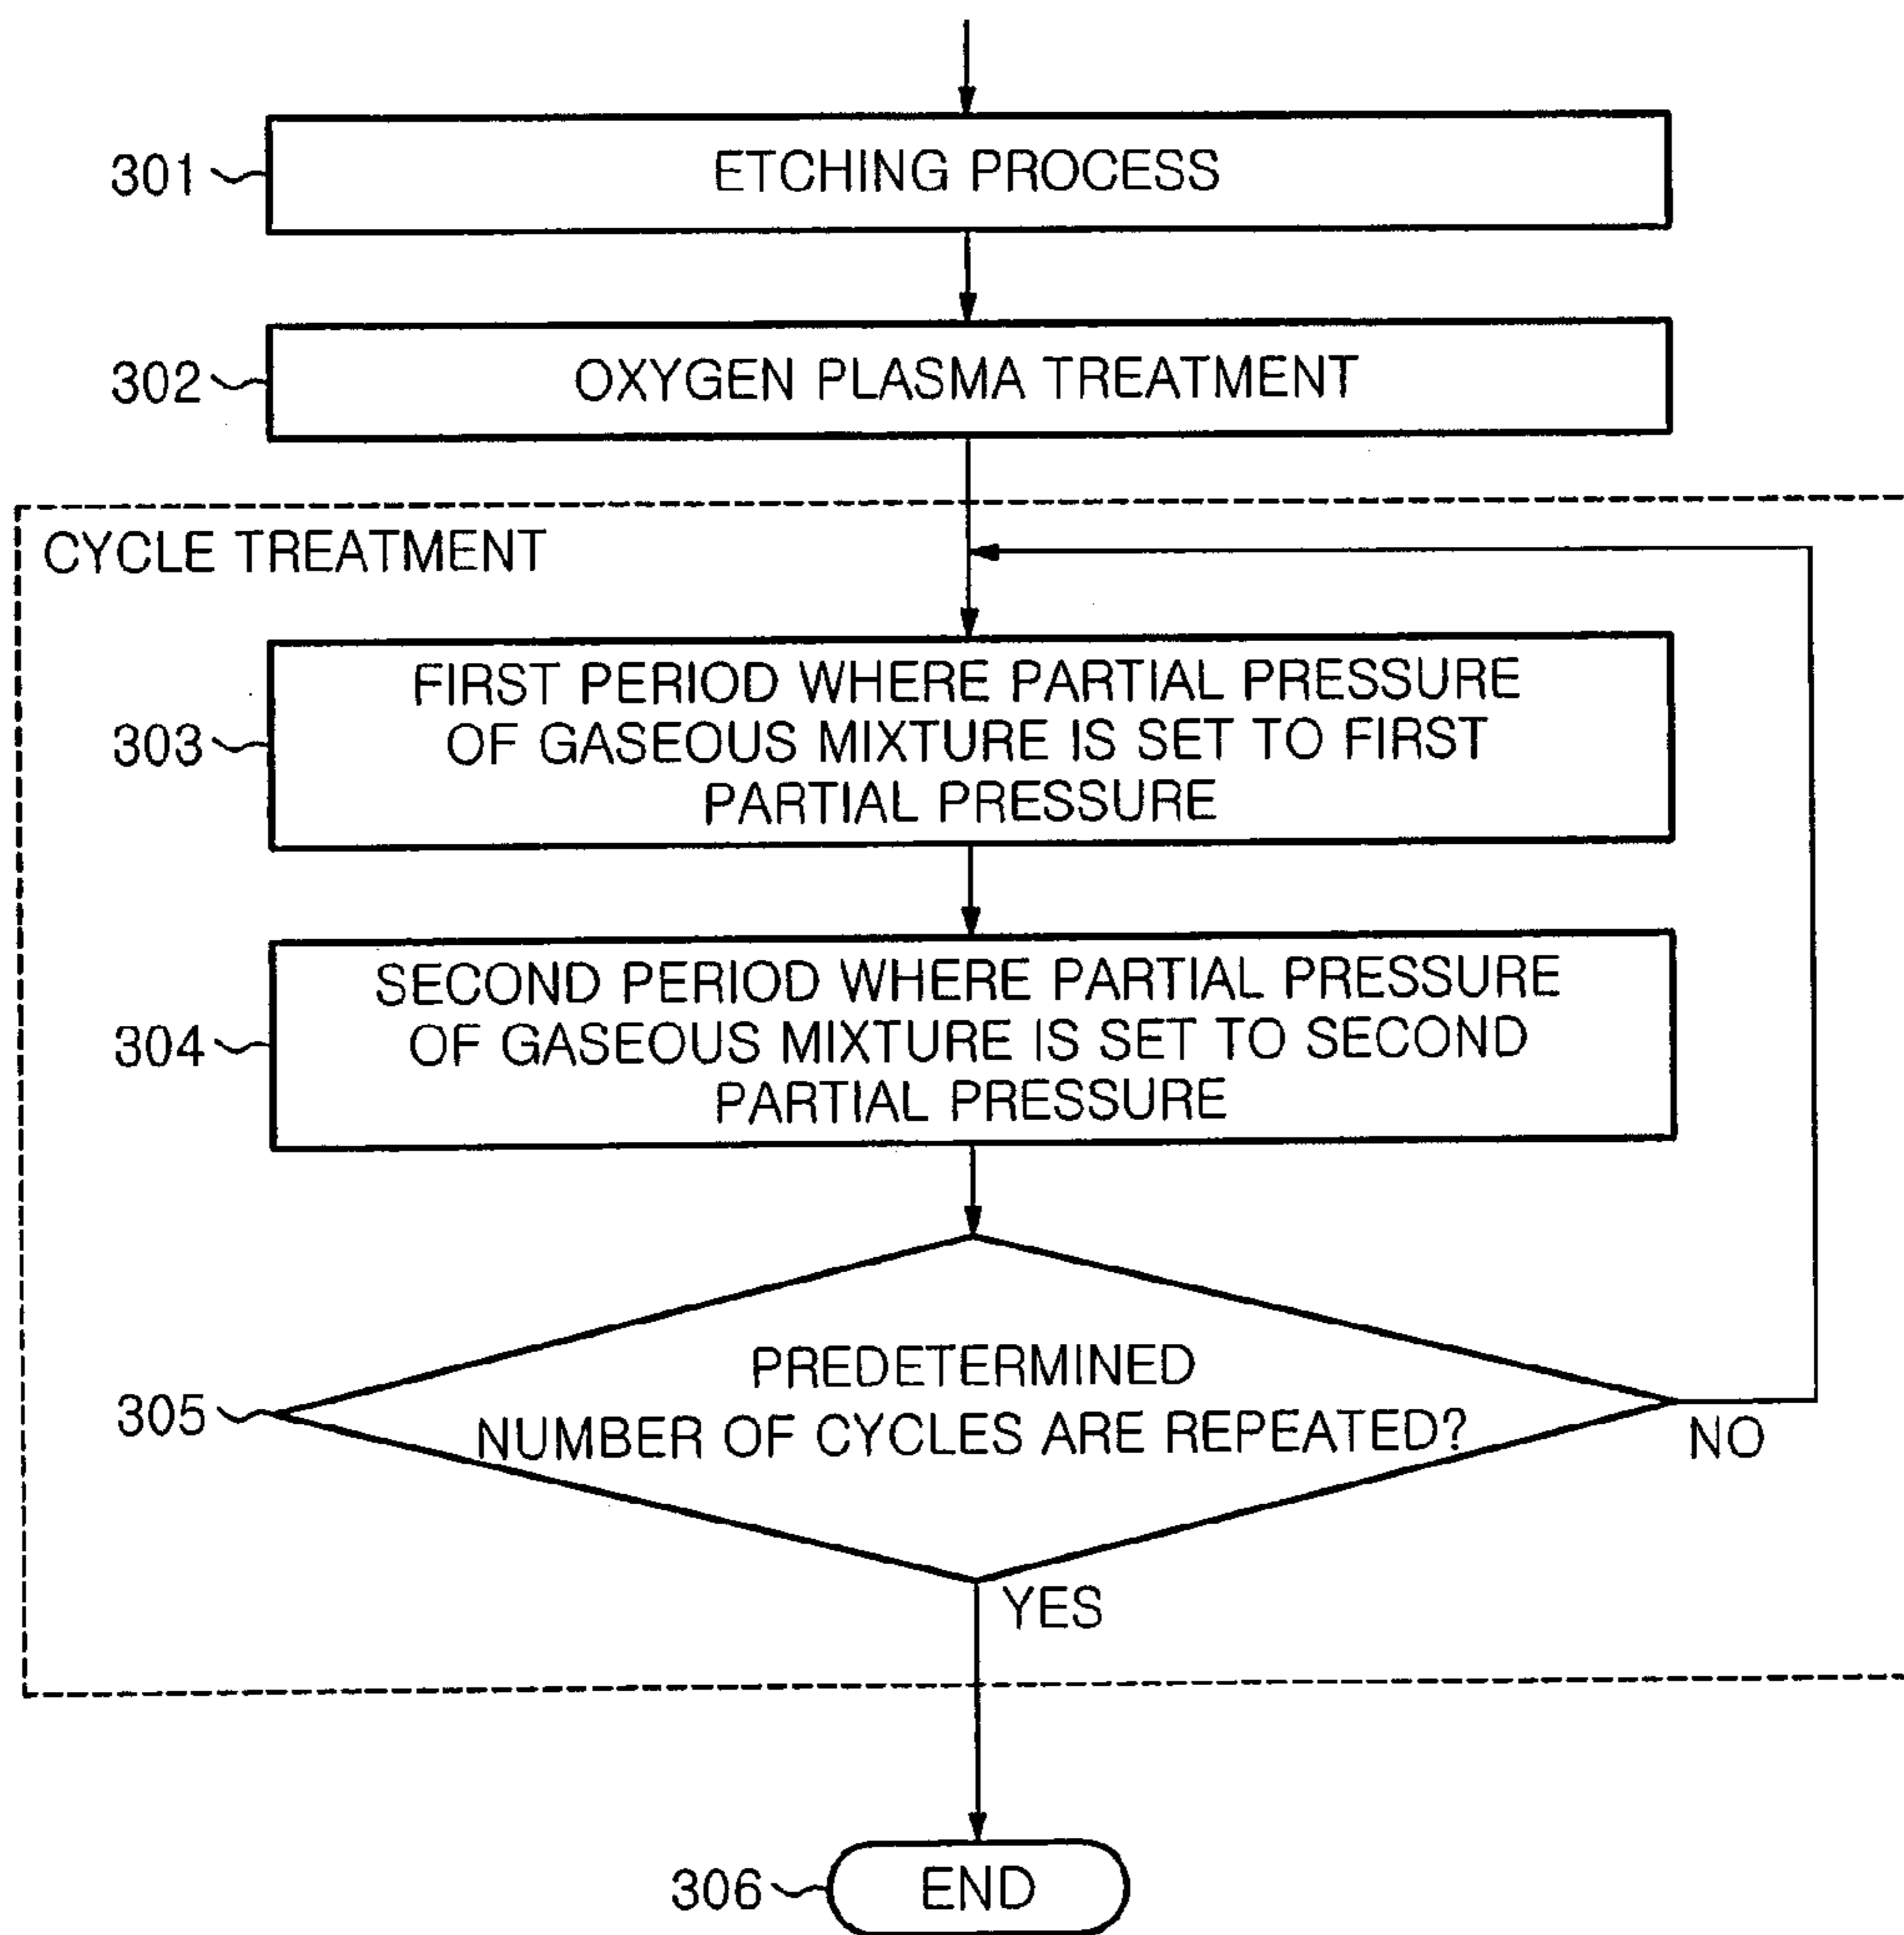 301
ETCHING PROCESS
302
OXYGEN PLASMA TREATMENT
CYCLE TREATMENT
303
FIRST PERIOD WHERE PARTIAL PRESSURE
OF GASEOUS MIXTURE IS SET TO FIRST
PARTIAL PRESSURE
304
SECOND PERIOD WHERE PARTIAL PRESSURE
OF GASEOUS MIXTURE IS SET TO SECOND
PARTIAL PRESSURE
305
PREDETERMINED
NUMBER OF CYCLES ARE REPEATED?
NO
YES
306
END